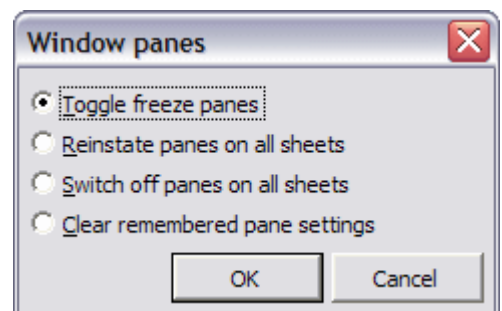 Window panes
Toggle freeze panes
Reinstate panes on all sheets
Switch off panes on all sheets
Clear remembered pane settings
OK Cancel